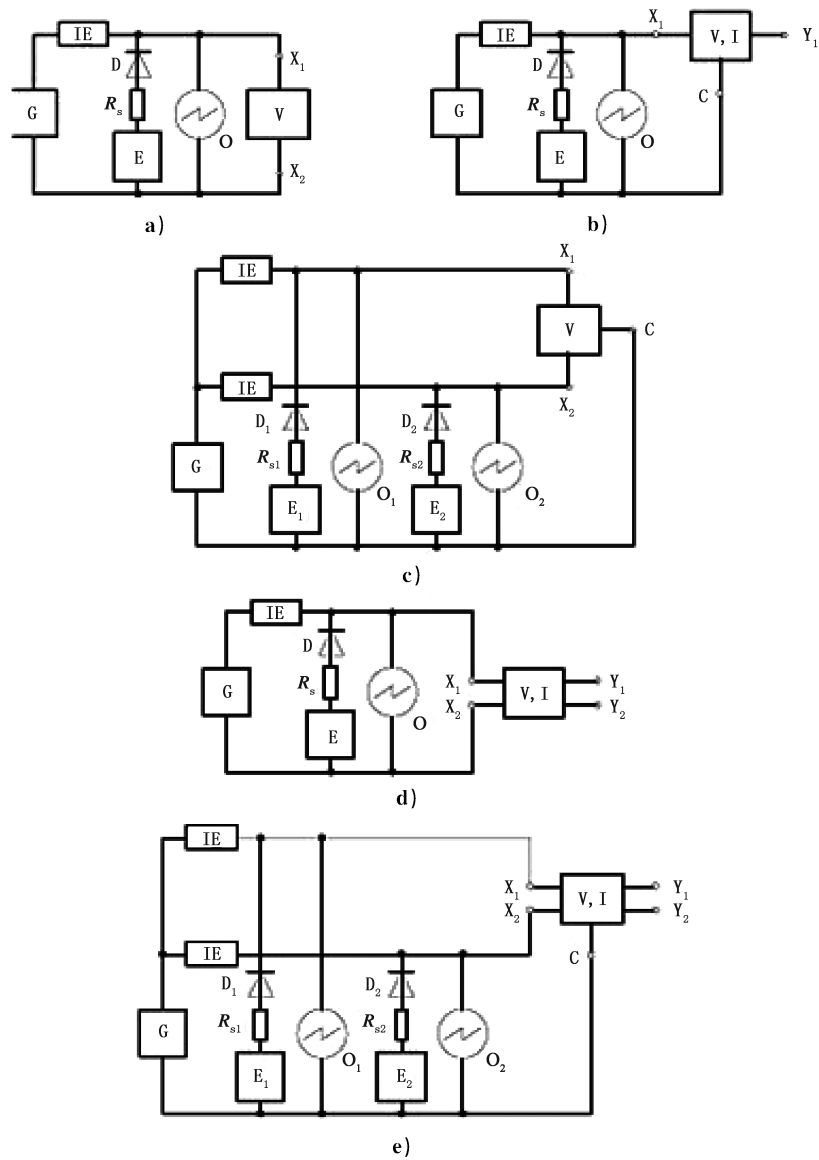 IE
D
X1
G
Rs
E
O
V
X2
a)
IE
D
X1
V, I
Y1
G
Rs
E
O
C
b)
IE
X1
V
C
IE
X2
D1
D2
G
Rs1
Rs2
E1
O1
E2
O2
c)
IE
D
G
Rs
E
O
X1
X2
V, I
Y1
Y2
d)
IE
X1
X2
V, I
Y1
Y2
IE
C
D1
D2
G
Rs1
Rs2
E1
O1
E2
O2
e)